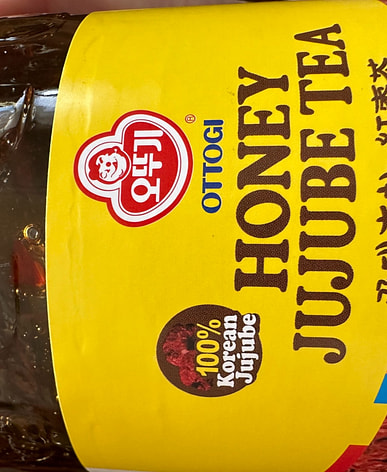 오뚜기
®
OTTOGI
HONEY
JUJUBE TEA
100%
Korean
Jujube